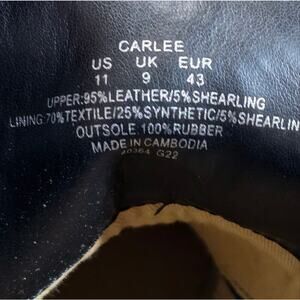 CARLEE
US UK EUR
11 9 43
UPPER:95%LEATHER/5%SHEARLING
LINING:70%TEXTILE/25%SYNTHETIC/5%SHEARLIN
OUTSOLE:100%RUBBER
MADE IN CAMBODIA
G22